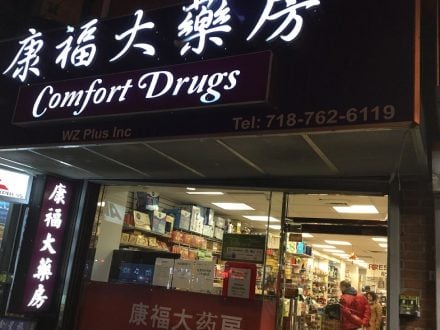 康福大藥房
Comfort Drugs
WZ Plus Inc
Tel: 718-762-6119
康福大藥房
康福大药房